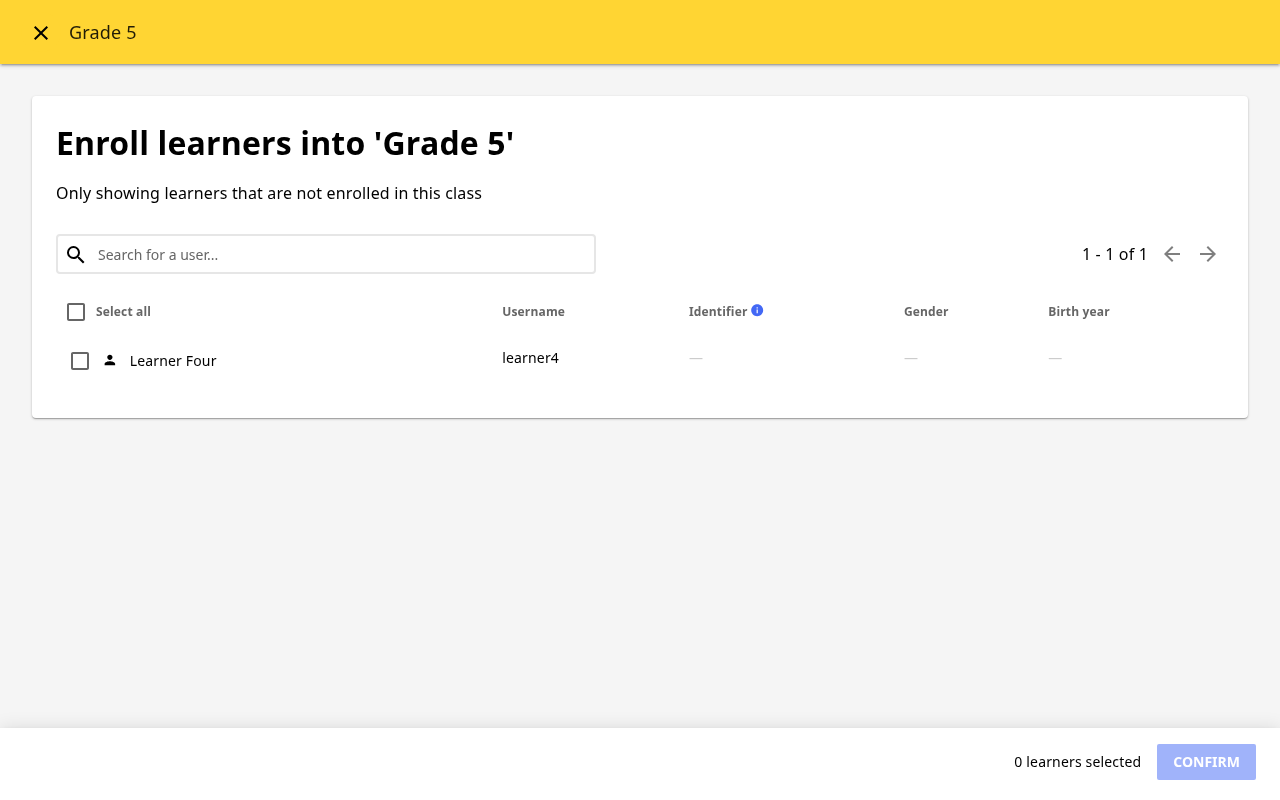 Grade 5
Enroll learners into 'Grade 5'
Only showing learners that are not enrolled in this class
Search for a user...
1 - 1 of 1
Select all Username Identifier Gender Birth year
Learner Four learner4 — — —
0 learners selected CONFIRM